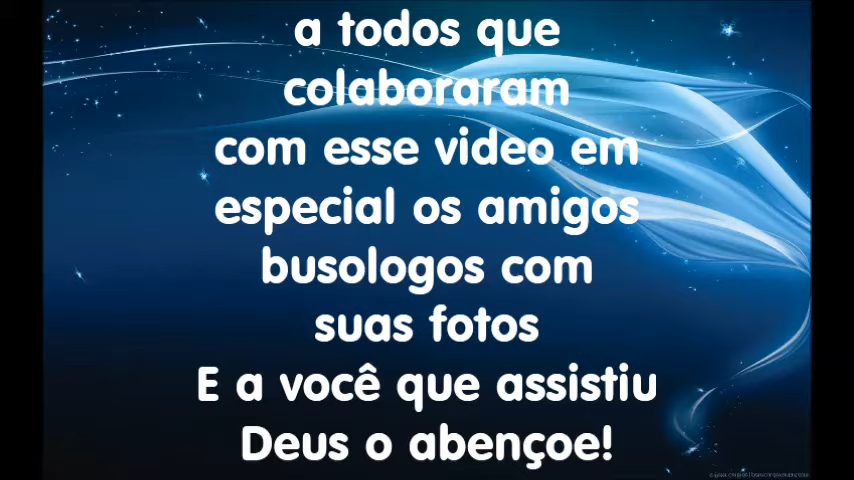 a todos que
colaboraram
com esse video em
especial os amigos
busologos com
suas fotos
E a você que assistiu
Deus o abençoe!